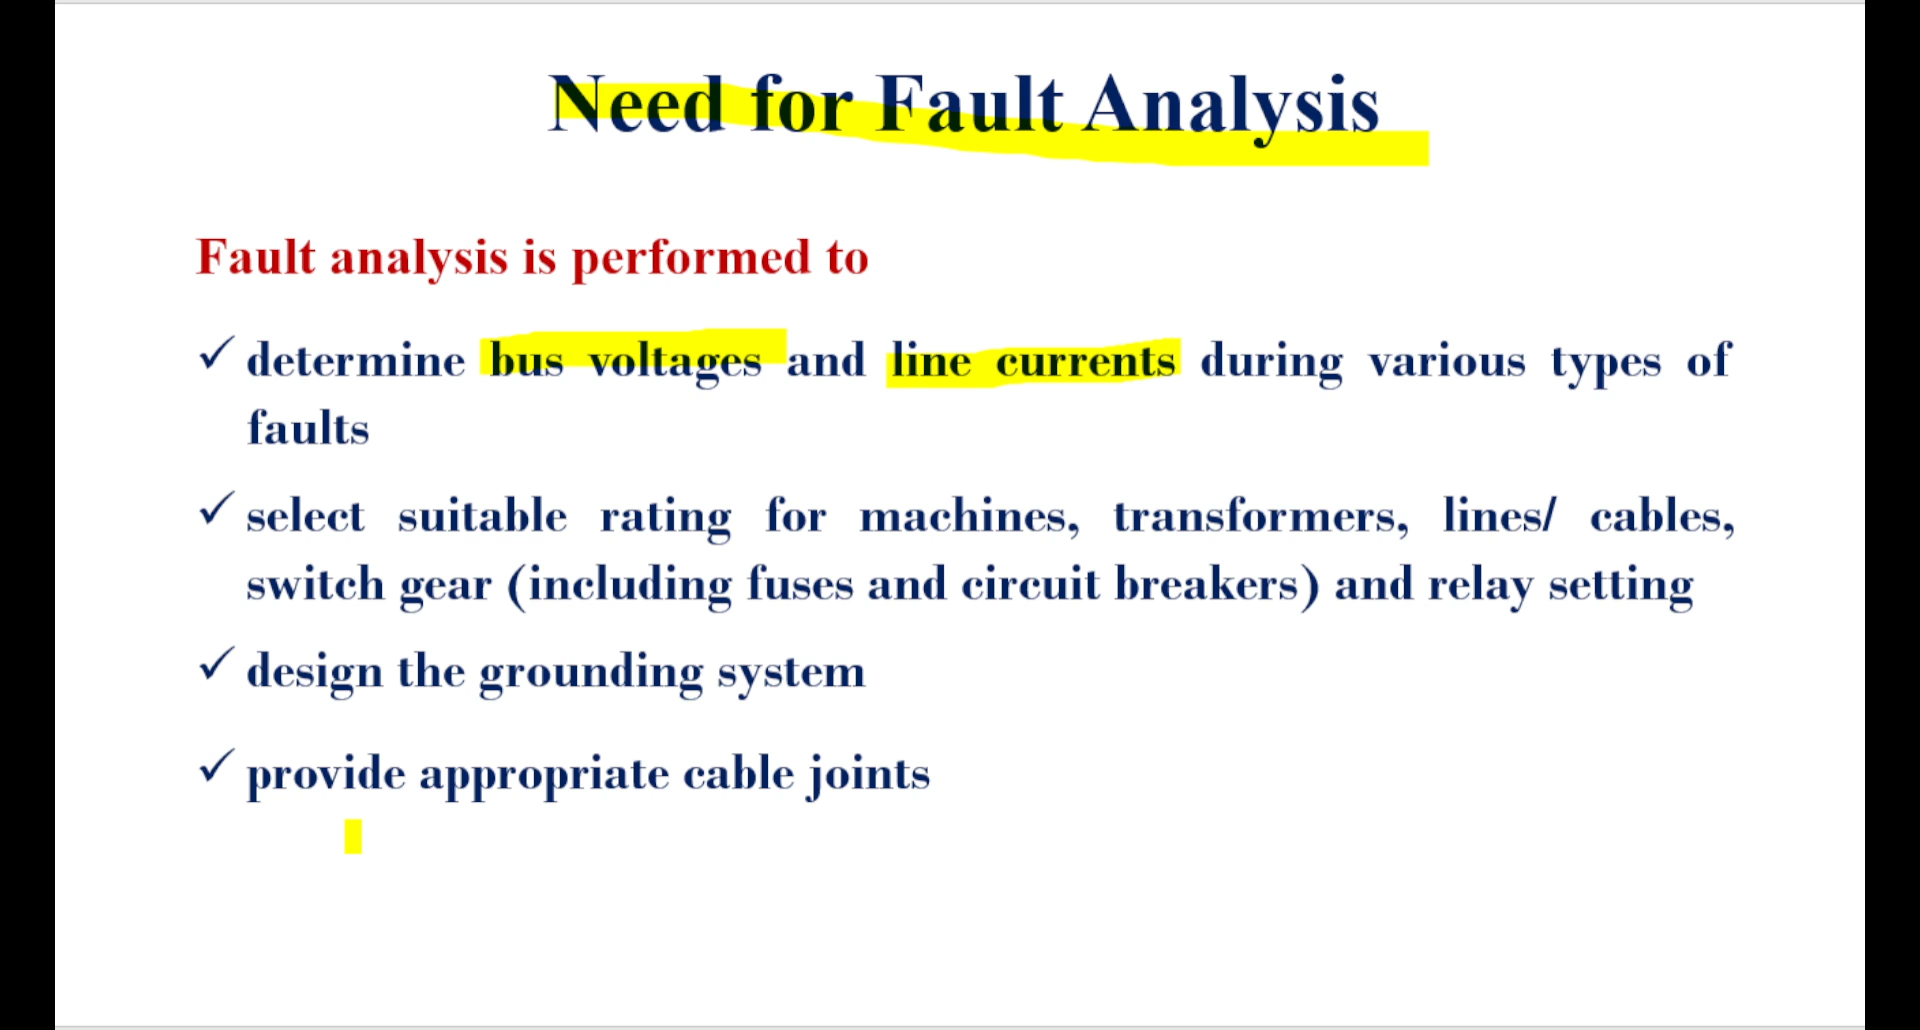 Need for Fault Analysis
Fault analysis is performed to
✓ determine bus voltages and line currents during various types of
faults
✓ select suitable rating for machines, transformers, lines/ cables,
switch gear (including fuses and circuit breakers) and relay setting
✓ design the grounding system
✓ provide appropriate cable joints